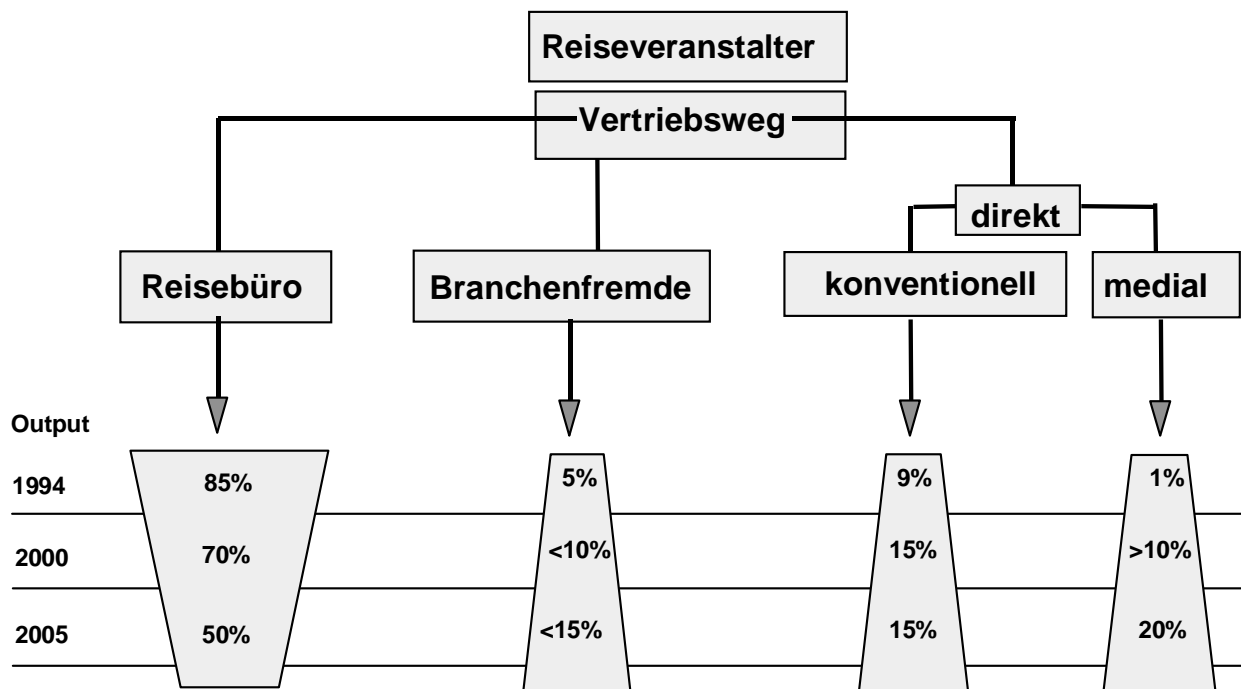 Reiseveranstalter
Vertriebsweg
direkt
Reisebüro
Branchenfremde
konventionell
medial
Output
1994 85% 5% 9% 1%
2000 70% <10% 15% >10%
2005 50% <15% 15% 20%